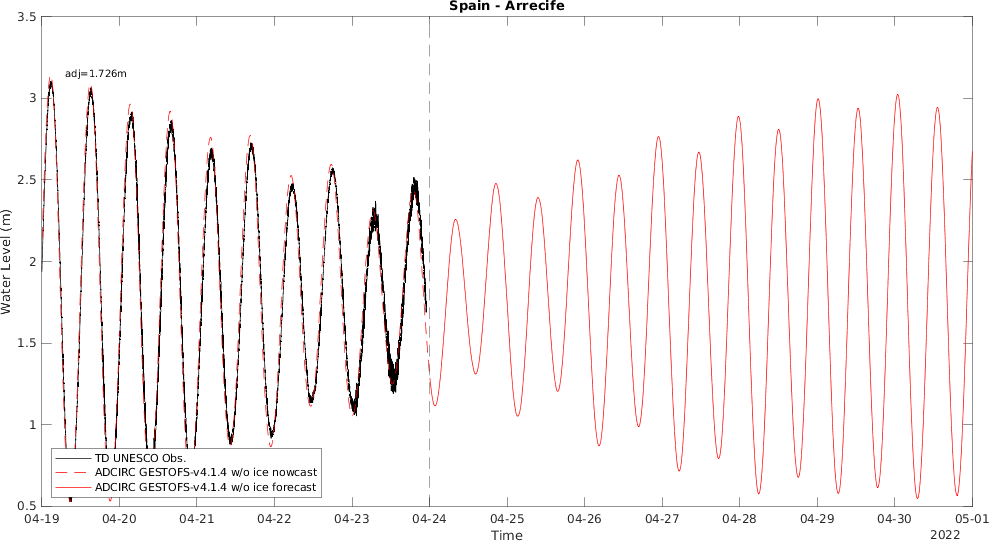 Spain - Arrecife
3.5
adj=1.726m
3
2.5
2
1.5
1
0.5
Water Level (m)
TD UNESCO Obs.
ADCIRC GESTOFS-v4.1.4 w/o ice nowcast
ADCIRC GESTOFS-v4.1.4 w/o ice forecast
04-19 04-20 04-21 04-22 04-23 04-24 04-25 04-26 04-27 04-28 04-29 04-30 05-01
Time
2022